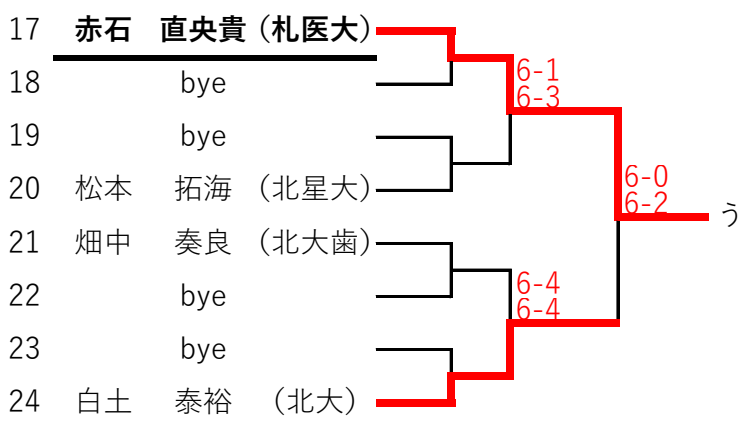 17 赤石 直央貴 (札医大)
6-1
18 bye
6-3
19 bye
6-0
20 松本 拓海 (北星大)
6-2
う
21 畑中 奏良 (北大歯)
6-4
22 bye
6-4
23 bye
24 白土 泰裕 (北大)